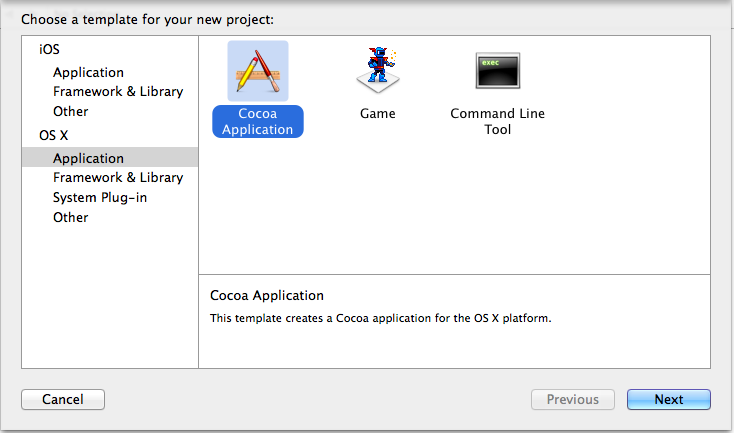 Choose a template for your new project:
iOS
Application
Framework & Library
Other
OS X
Application
Framework & Library
System Plug-in
Other
Cocoa
Application
Game
exec
Command Line
Tool
Cocoa Application
This template creates a Cocoa application for the OS X platform.
Cancel
Previous
Next